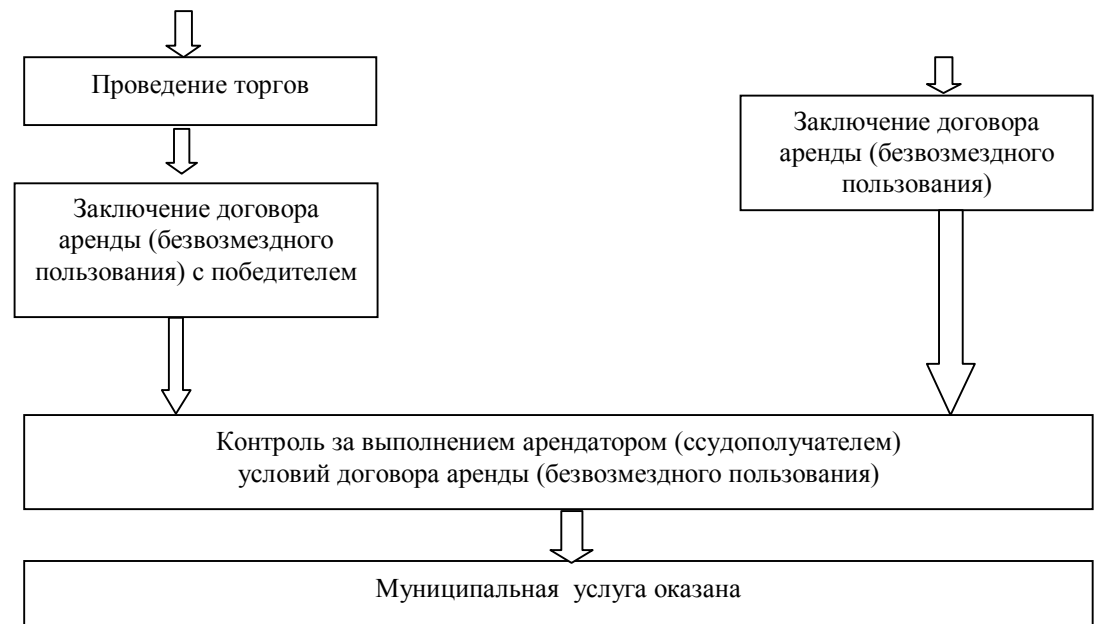 Проведение торгов
Заключение договора
аренды (безвозмездного
пользования)
Заключение договора
аренды (безвозмездного
пользования) с победителем
Контроль за выполнением арендатором (ссудополучателем)
условий договора аренды (безвозмездного пользования)
Муниципальная услуга оказана